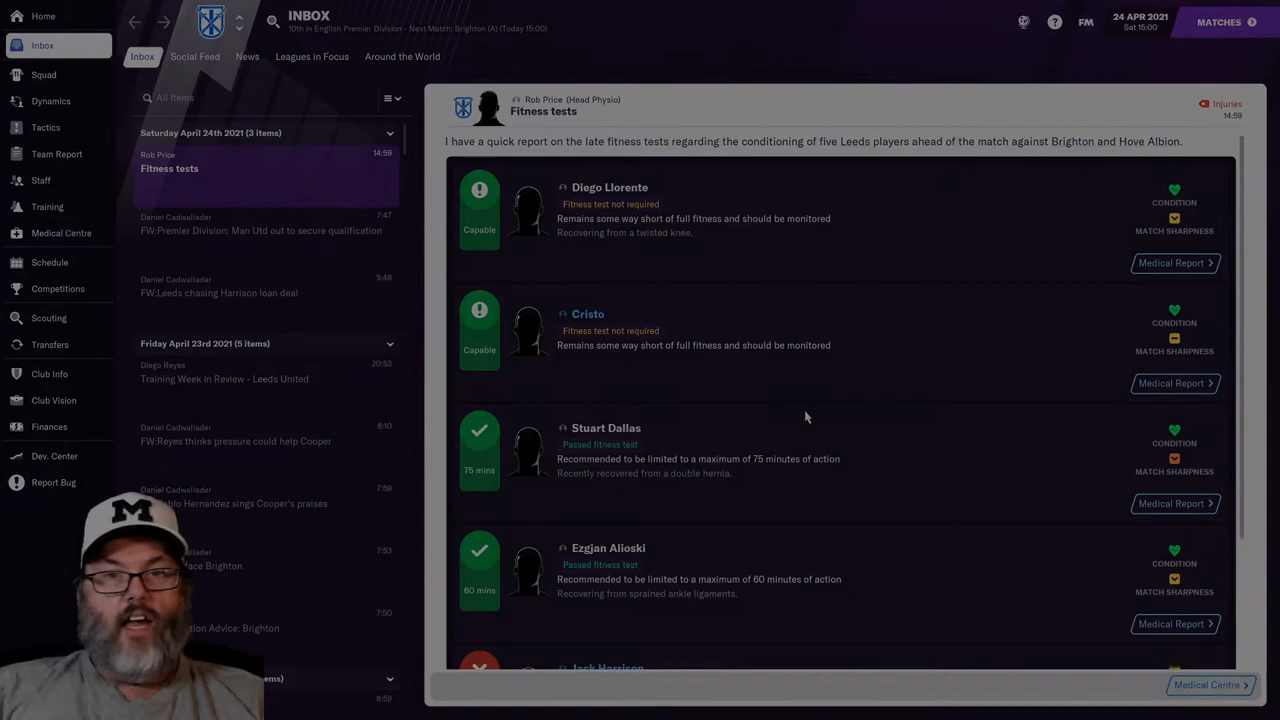 Home
INBOX
10th in English Premier Division - Next Match: Brighton (A) (Today 15:00)
FM
24 APR 2021
Sat 15:00
MATCHES
Inbox
Squad
Dynamics
Tactics
Team Report
Staff
Training
Medical Centre
Schedule
Competitions
Scouting
Transfers
Club Info
Club Vision
Finances
Dev. Center
Report Bug
Inbox
Social Feed
News
Leagues in Focus
Around the World
All Items
Saturday April 24th 2021 (3 items)
Rob Price
14:59
Fitness tests
Daniel Cadwallader
7:47
FW:Premier Division: Man Utd out to secure qualification
Daniel Cadwallader
5:48
FW:Leeds chasing Harrison loan deal
Friday April 23rd 2021 (5 items)
Diego Reyes
20:53
Training Week In Review - Leeds United
Daniel Cadwallader
8:10
FW:Reyes thinks pressure could help Cooper
Daniel Cadwallader
7:59
Hernandez sings Cooper's praises
7:53
Brighton
7:50
Advice: Brighton
8:59
M
Rob Price (Head Physio)
Fitness tests
Injuries
14:59
I have a quick report on the late fitness tests regarding the conditioning of five Leeds players ahead of the match against Brighton and Hove Albion.
Capable
Diego Llorente
Fitness test not required
Remains some way short of full fitness and should be monitored
Recovering from a twisted knee.
CONDITION
MATCH SHARPNESS
Medical Report
Capable
Cristo
Fitness test not required
Remains some way short of full fitness and should be monitored
CONDITION
MATCH SHARPNESS
Medical Report
75 mins
Stuart Dallas
Passed fitness test
Recommended to be limited to a maximum of 75 minutes of action
Recently recovered from a double hernia.
CONDITION
MATCH SHARPNESS
Medical Report
60 mins
Ezgjan Alioski
Passed fitness test
Recommended to be limited to a maximum of 60 minutes of action
Recovering from sprained ankle ligaments.
CONDITION
MATCH SHARPNESS
Medical Report
Jack Harrison
Medical Centre